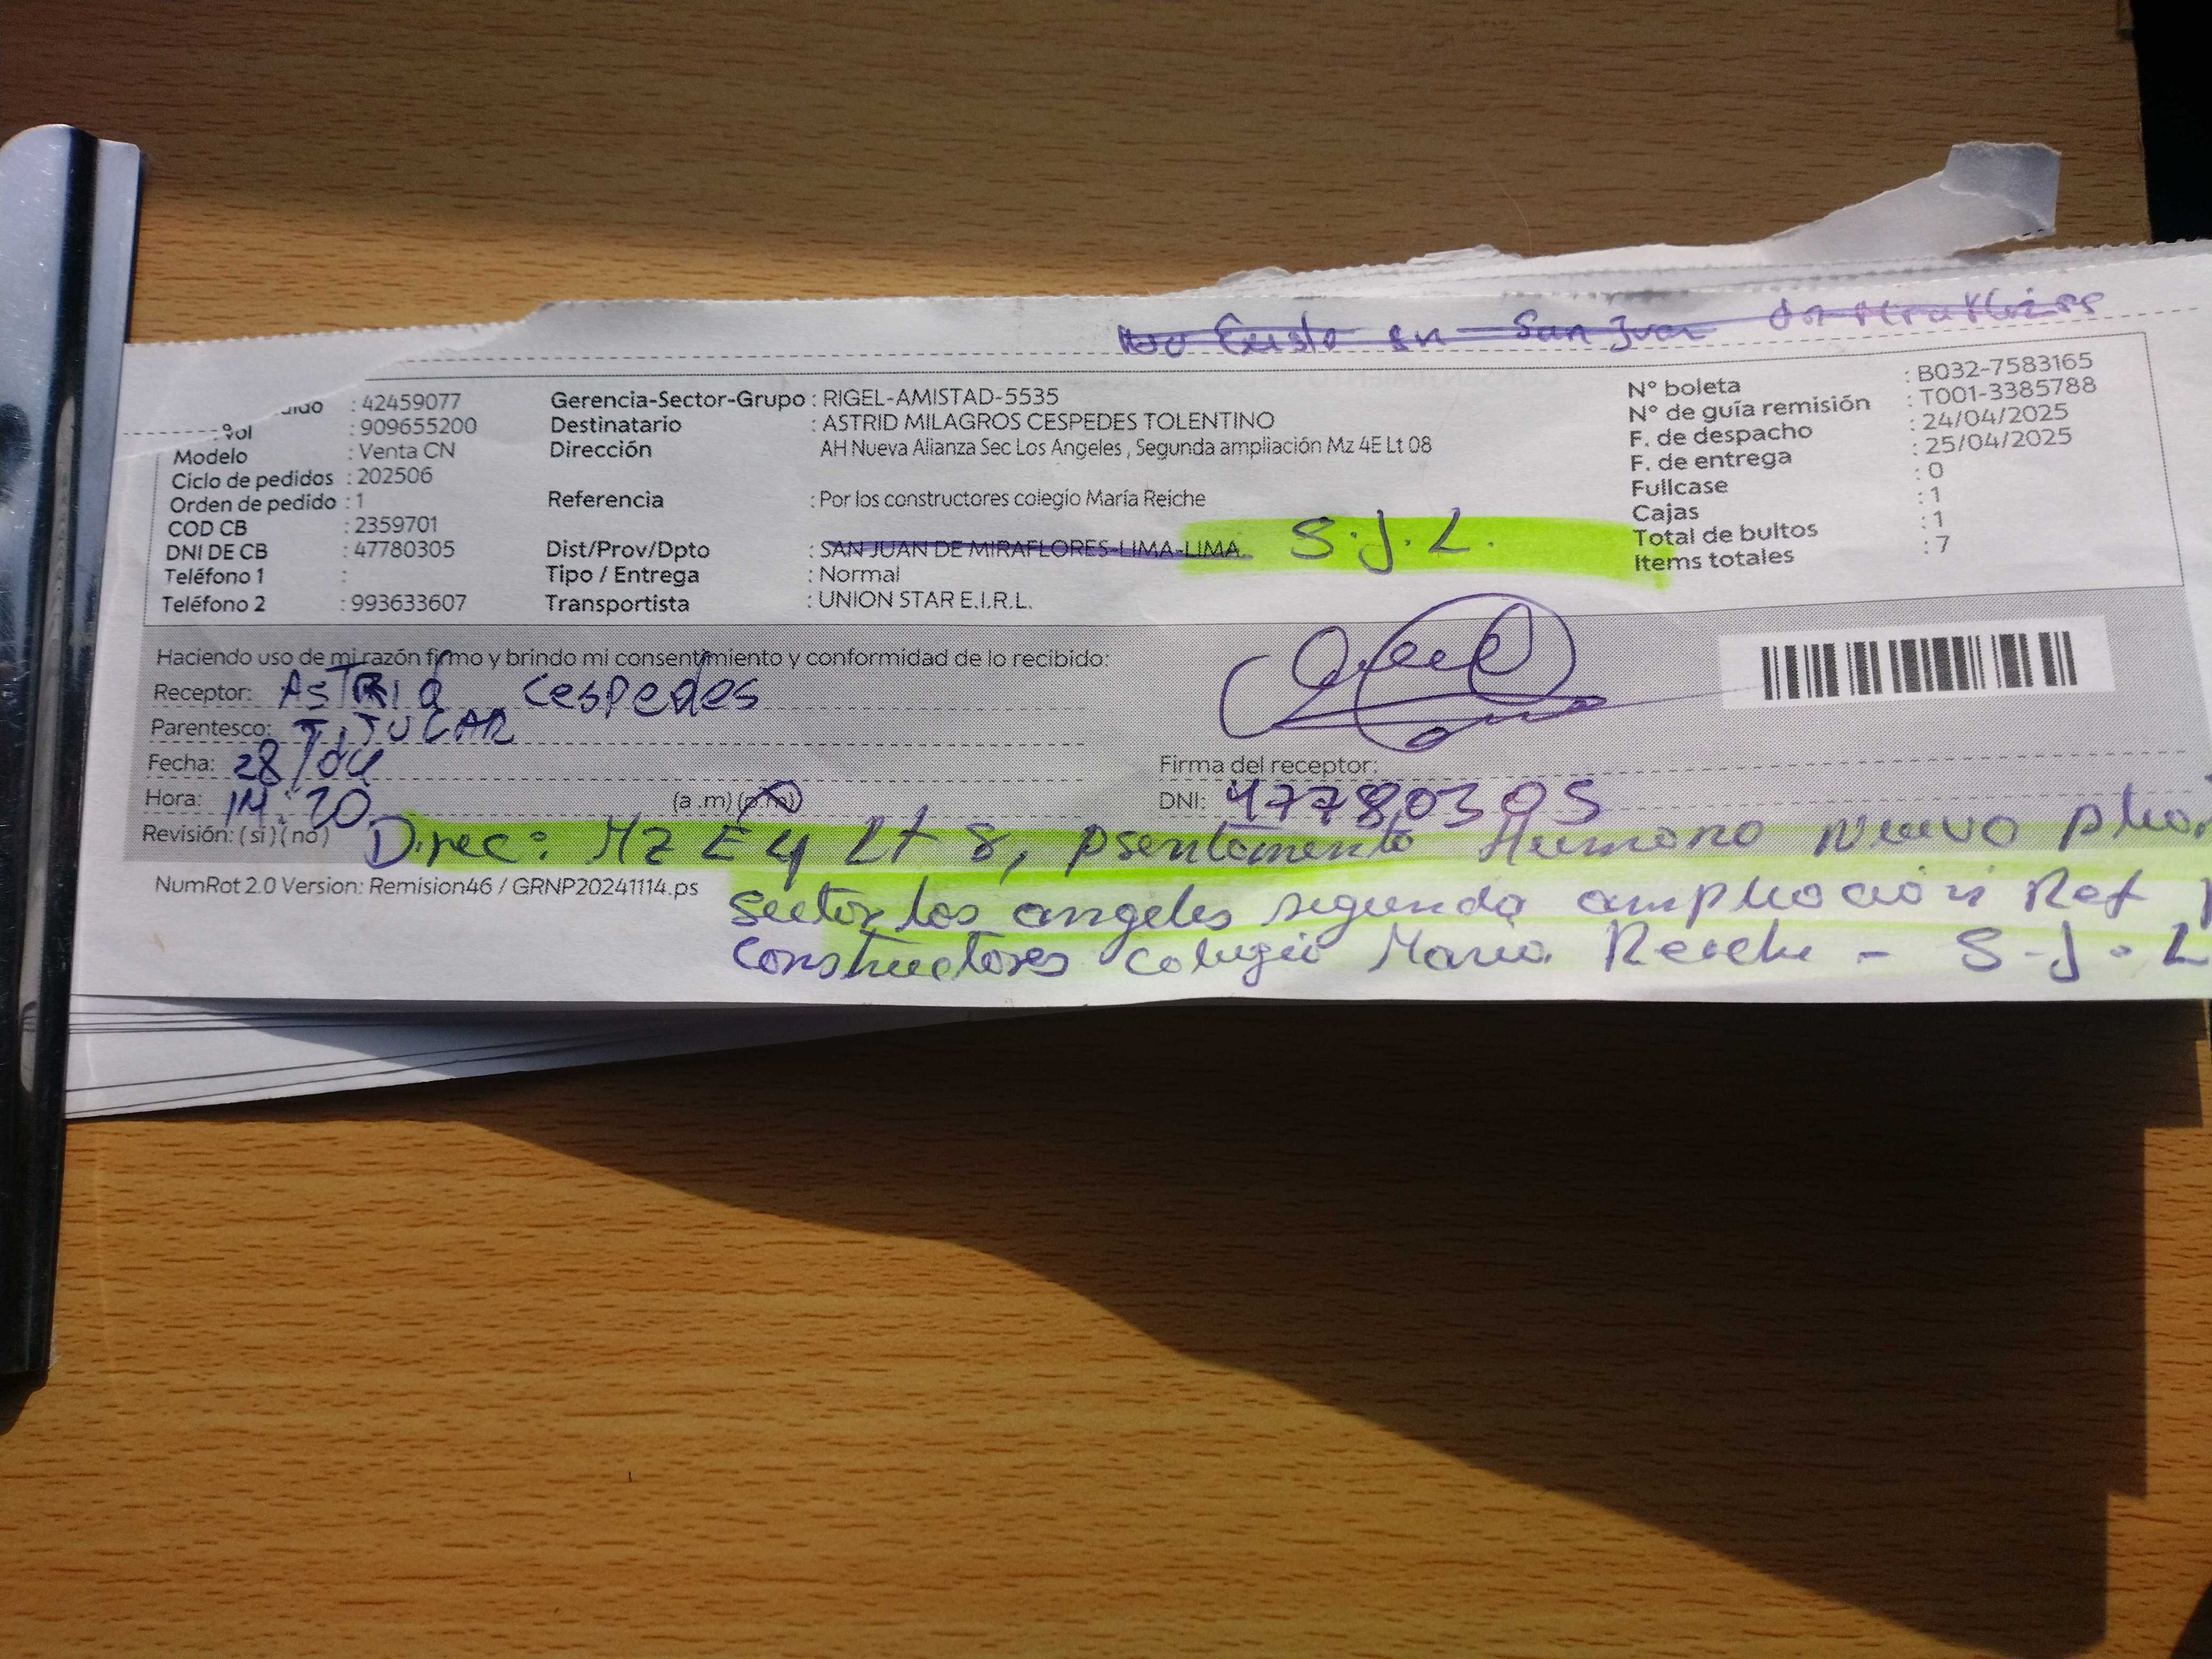 No Existe en San Juan de Miraflores
: 42459077
: 909655200
Modelo : Venta CN
Ciclo de pedidos : 202506
Orden de pedido : 1
COD CB : 2359701
DNI DE CB : 47780305
Teléfono 1 :
Teléfono 2 : 993633607
Gerencia-Sector-Grupo : RIGEL-AMISTAD-5535
Destinatario : ASTRID MILAGROS CESPEDES TOLENTINO
Dirección AH Nueva Alianza Sec Los Angeles , Segunda ampliación Mz 4E Lt 08
Referencia : Por los constructores colegio María Reiche
Dist/Prov/Dpto : SAN JUAN DE MIRAFLORES-LIMA-LIMA. S.J.L.
Tipo / Entrega : Normal
Transportista : UNION STAR E.I.R.L.
N° boleta : B032-7583165
N° de guía remisión : T001-3385788
F. de despacho : 24/04/2025
F. de entrega : 25/04/2025
Fullcase : 0
Cajas : 1
Total de bultos : 1
Items totales : 7
Haciendo uso de mi razón firmo y brindo mi consentimiento y conformidad de lo recibido:
Receptor: ASTRID Cespedes
Parentesco: TITUCAR
Fecha: 28/04
Hora: 14:20 (a .m) (p.m)
Revisión: (si) (no)
Firma del receptor:
DNI: 47780305
Direc: Mz E4 Lt 8, Asentamento Humano Nuevo
NumRot 2.0 Version: Remision46 / GRNP20241114.ps
Sector los angeles segunda ampliación Ref
Constructores Colegio Maria Reiche - S.J.L